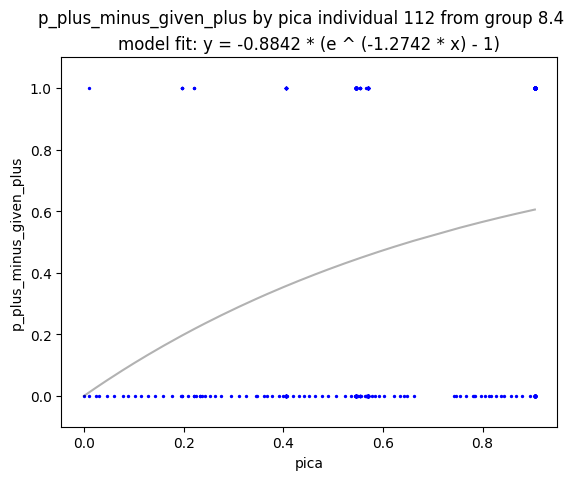 p_plus_minus_given_plus by pica individual 112 from group 8.4
model fit: y = -0.8842 * (e ^ (-1.2742 * x) - 1)
1.0
0.8
0.6
0.4
0.2
0.0
p_plus_minus_given_plus
0.0 0.2 0.4 0.6 0.8
pica